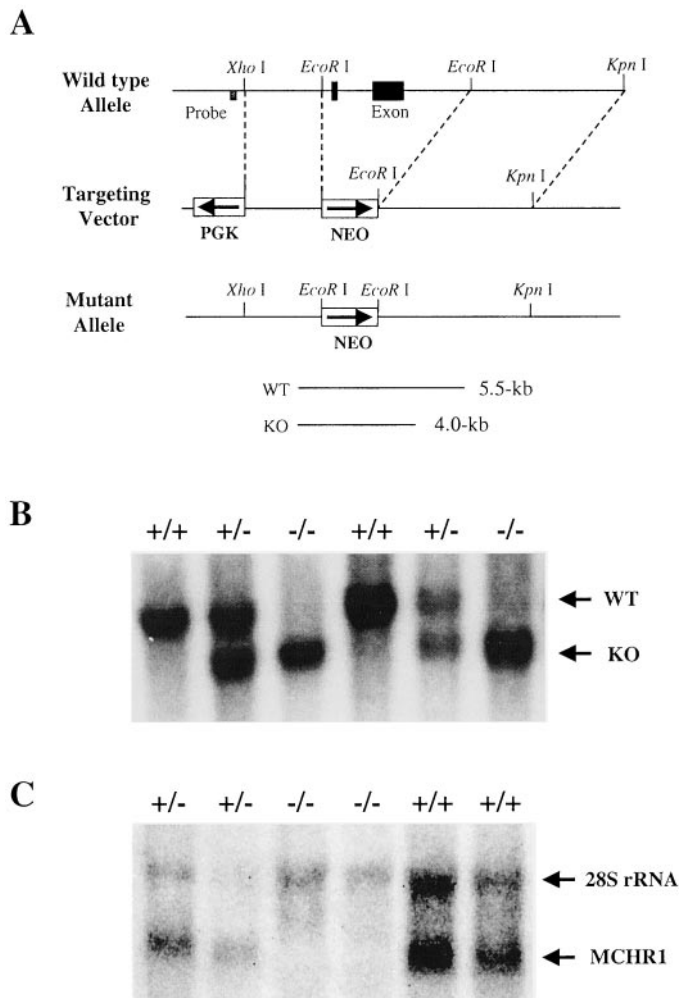 A
Xho I EcoR I EcoR I Kpn I
Wild type
Allele
Probe Exon
EcoR I Kpn I
Targeting
Vector
PGK NEO
Xho I EcoR I EcoR I Kpn I
Mutant
Allele
NEO
WT 5.5-kb
KO 4.0-kb
B
+/+ +/- -/- +/+ +/- -/-
WT
KO
C
+/- +/- -/- -/- +/+ +/+
28S rRNA
MCHR1